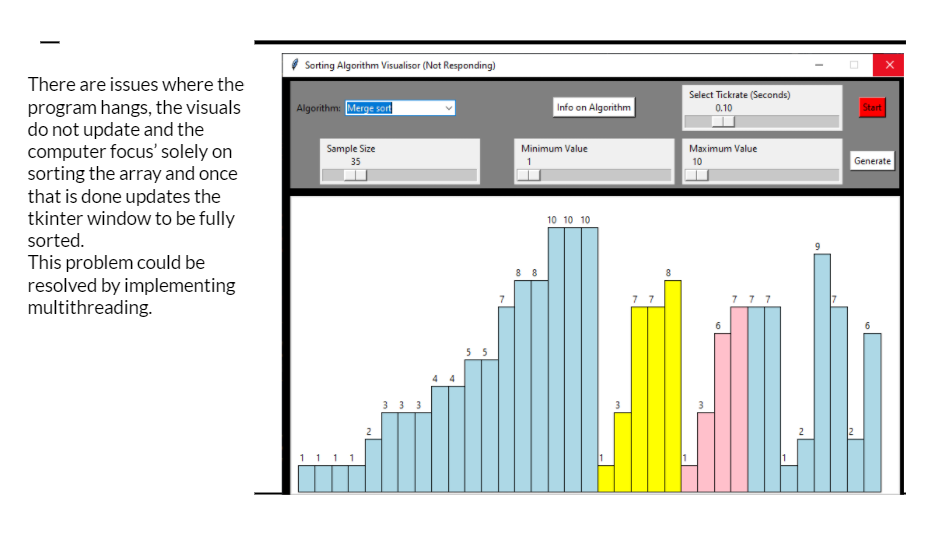 There are issues where the
program hangs, the visuals
do not update and the
computer focus’ solely on
sorting the array and once
that is done updates the
tkinter window to be fully
sorted.
This problem could be
resolved by implementing
multithreading.
Sorting Algorithm Visualisor (Not Responding)
Algorithm: Merge sort
Info on Algorithm
Select Tickrate (Seconds)
0.10
Start
Sample Size
35
Minimum Value
1
Maximum Value
10
Generate
10 10 10
9
8 8 8
7 7 7 7 7 7 7
6 6
5 5
4 4
3 3 3 3 3
2 2 2
1 1 1 1 1 1 1